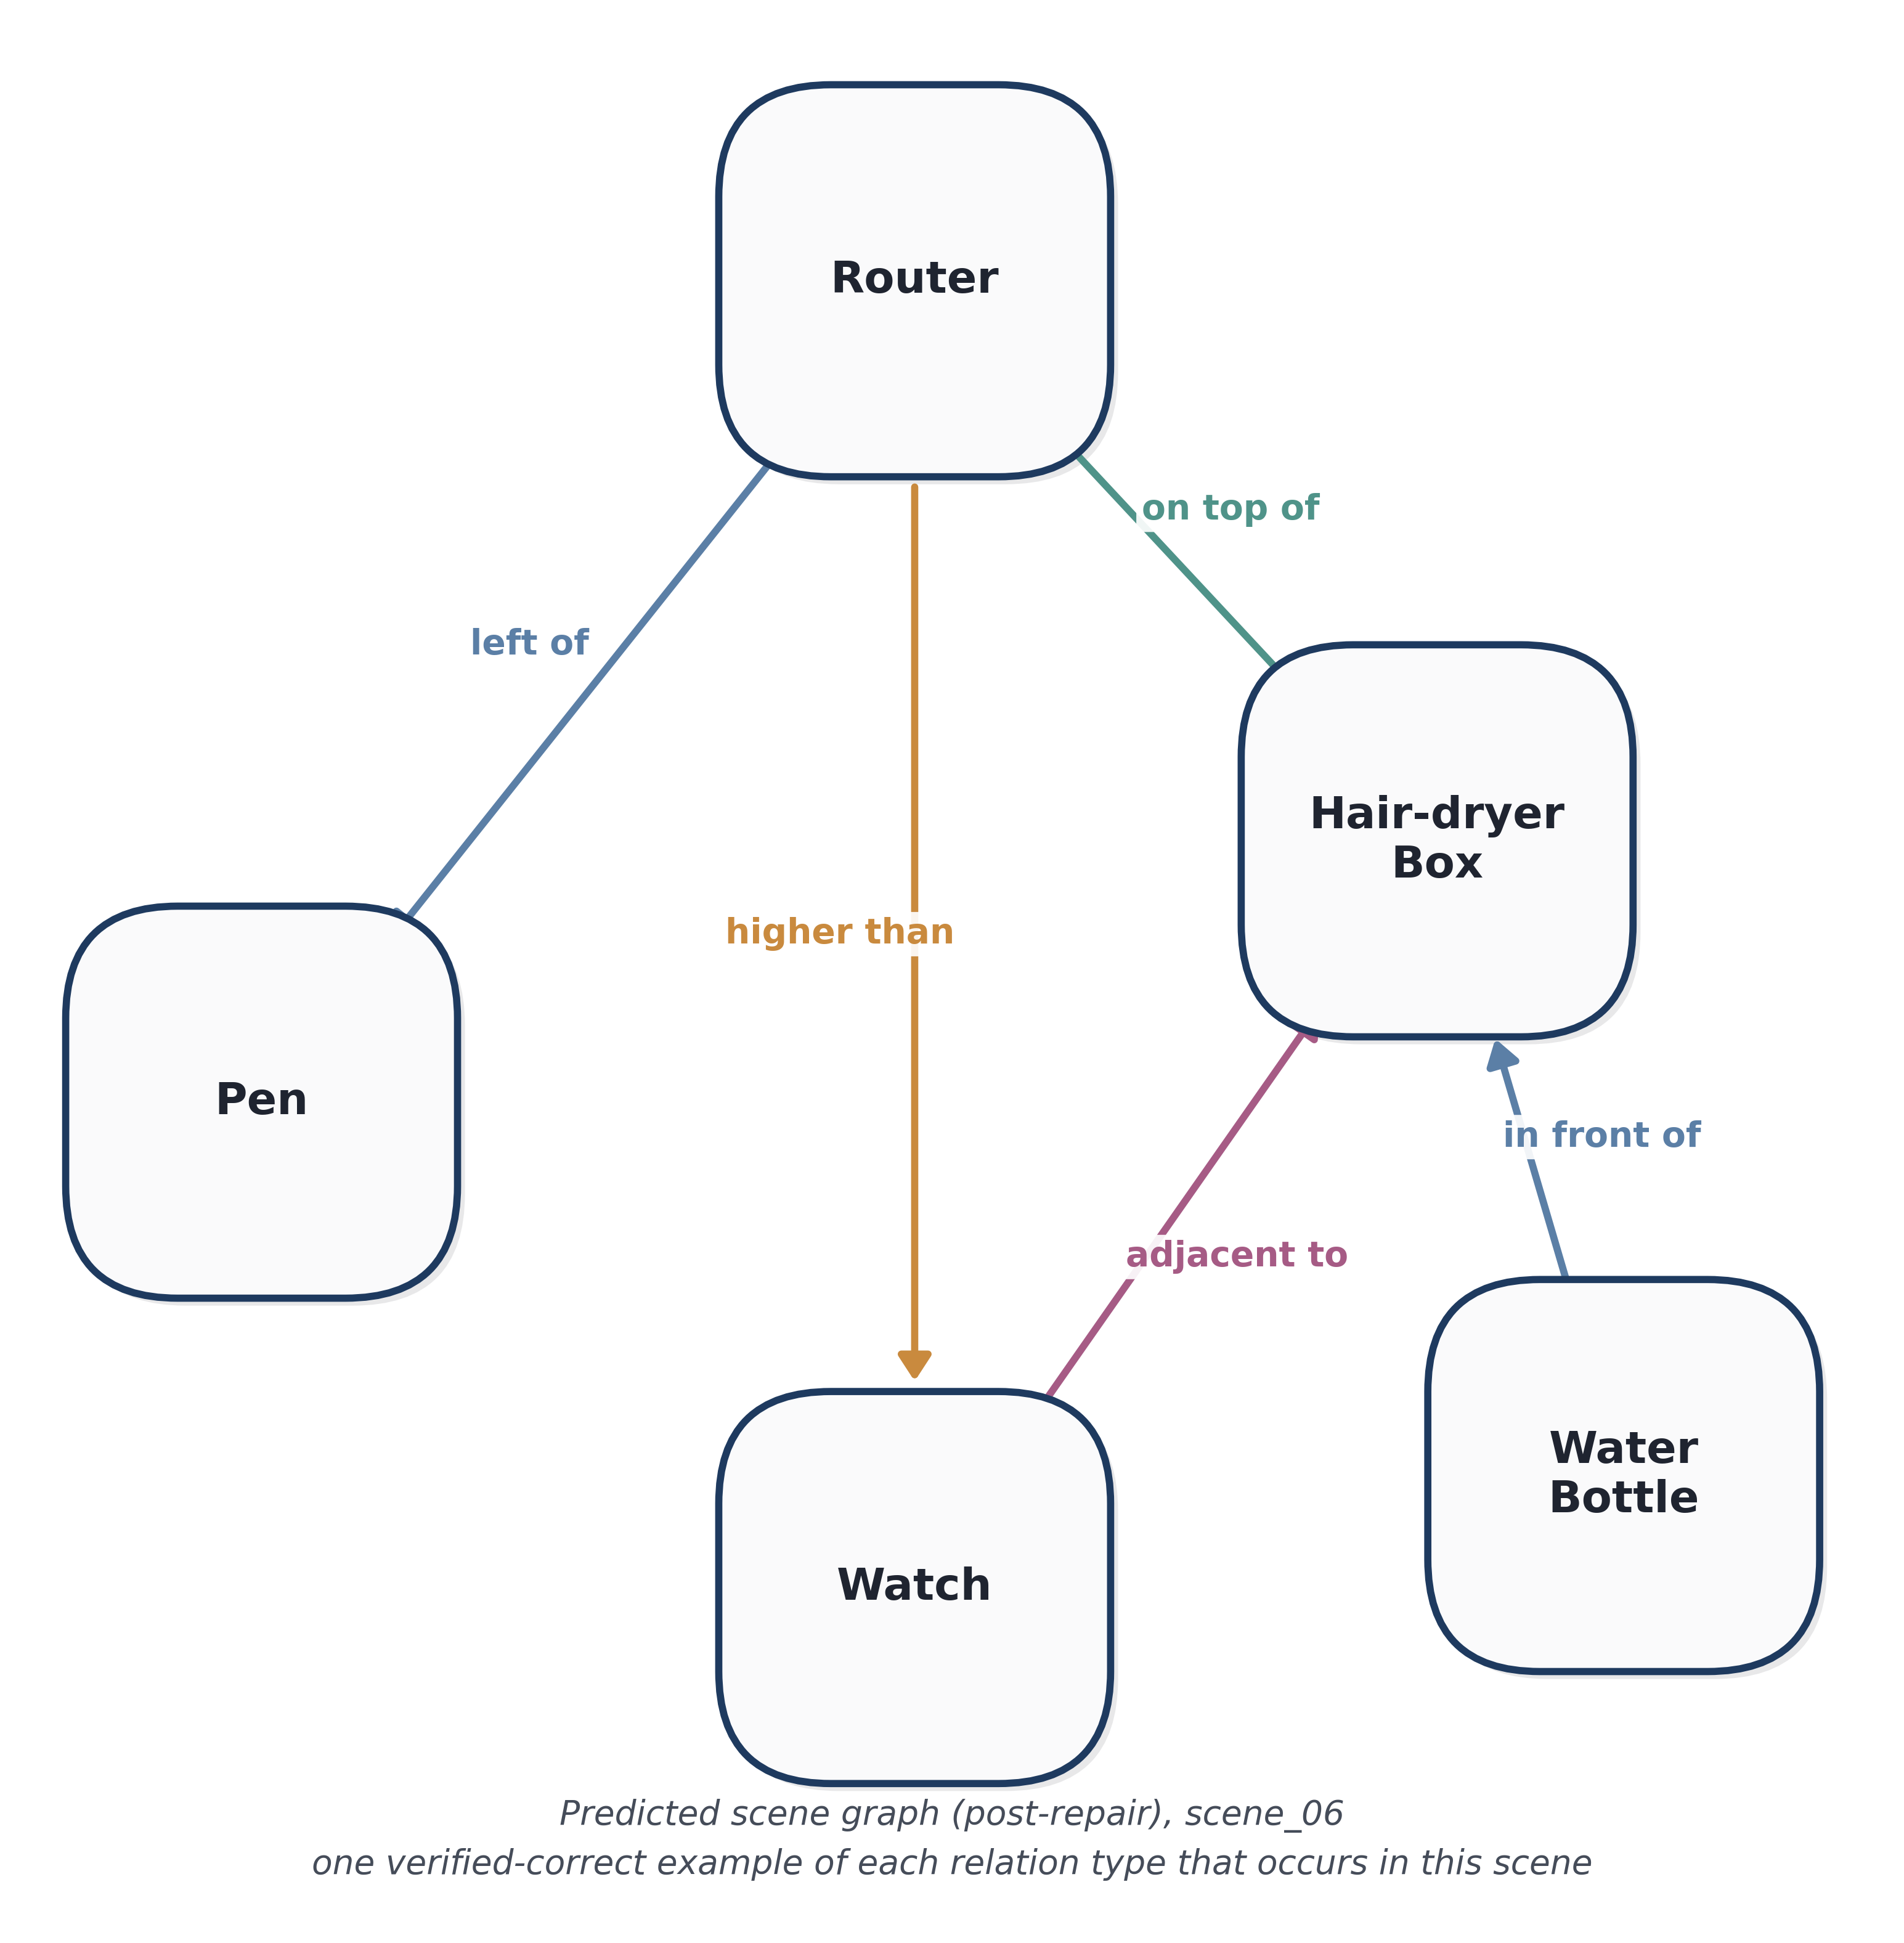 Router
on top of
left of
Hair-dryer
Box
higher than
Pen
in front of
adjacent to
Water
Bottle
Watch
Predicted scene graph (post-repair), scene_06
one verified-correct example of each relation type that occurs in this scene